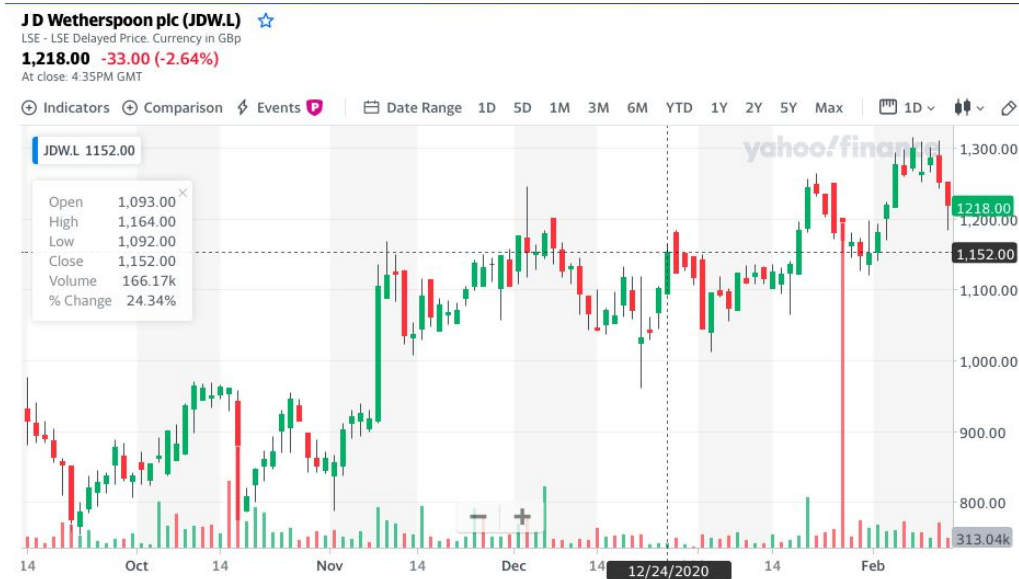 J D Wetherspoon plc (JDW.L)
LSE - LSE Delayed Price. Currency in GBp
1,218.00 -33.00 (-2.64%)
At close: 4:35PM GMT
Indicators Comparison Events P Date Range 1D 5D 1M 3M 6M YTD 1Y 2Y 5Y Max 1D
JDW.L 1152.00
yahoo!finance
Open 1,093.00
High 1,164.00
Low 1,092.00
Close 1,152.00
Volume 166.17k
% Change 24.34%
1,300.00
1218.00
1,200.00
1,152.00
1,100.00
1,000.00
900.00
800.00
313.04k
14 Oct 14 Nov 14 Dec 14 12/24/2020 14 Feb